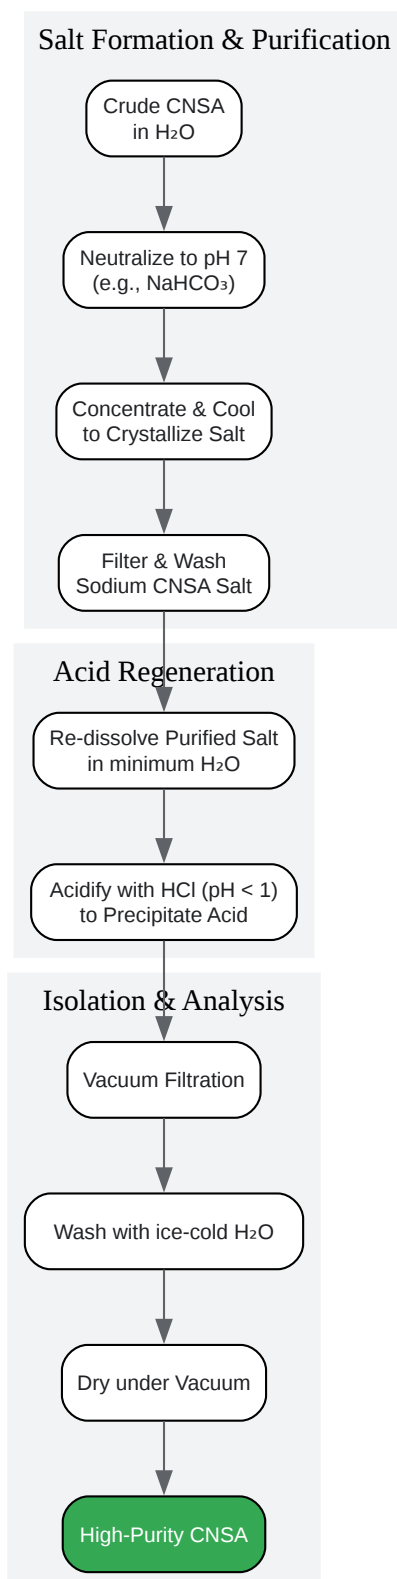 Salt Formation & Purification
Crude CNSA
in H₂O
Neutralize to pH 7
(e.g., NaHCO₃)
Concentrate & Cool
to Crystallize Salt
Filter & Wash
Sodium CNSA Salt
Acid Regeneration
Re-dissolve Purified Salt
in minimum H₂O
Acidify with HCl (pH < 1)
to Precipitate Acid
Isolation & Analysis
Vacuum Filtration
Wash with ice-cold H₂O
Dry under Vacuum
High-Purity CNSA